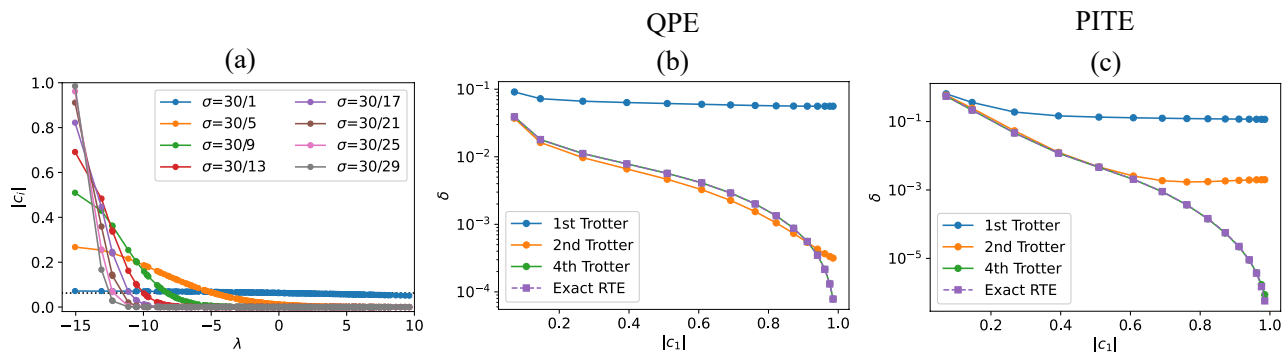 QPE
PITE
(a)
(b)
(c)
1.0
0.8
0.6
0.4
0.2
0.0
|c_i|
σ=30/1
σ=30/5
σ=30/9
σ=30/13
σ=30/17
σ=30/21
σ=30/25
σ=30/29
−15
−10
−5
0
5
10
λ
10⁻¹
10⁻²
10⁻³
10⁻⁴
δ
1st Trotter
2nd Trotter
4th Trotter
Exact RTE
0.2
0.4
0.6
0.8
1.0
|c₁|
10⁻¹
10⁻³
10⁻⁵
δ
1st Trotter
2nd Trotter
4th Trotter
Exact RTE
0.2
0.4
0.6
0.8
1.0
|c₁|